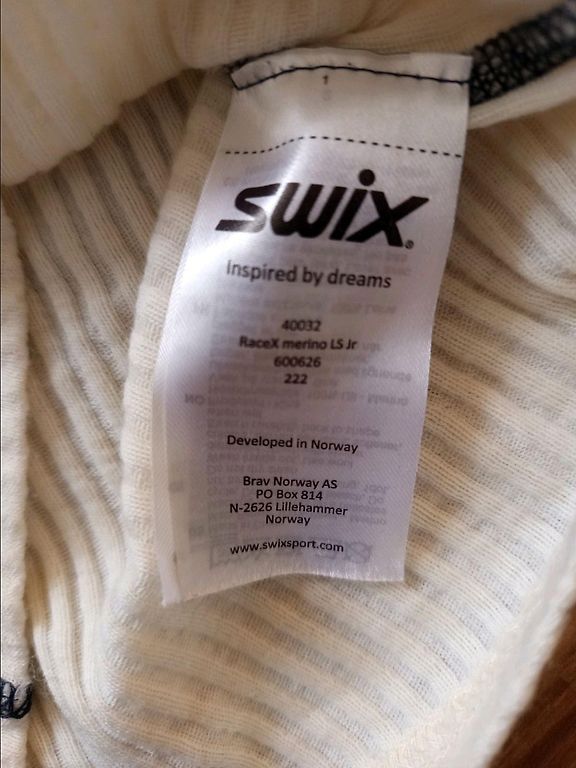 swix®
Inspired by dreams
40032
RaceX merino LS Jr
600626
222
Developed in Norway
Brav Norway AS
PO Box 814
N-2626 Lillehammer
Norway
www.swixsport.com